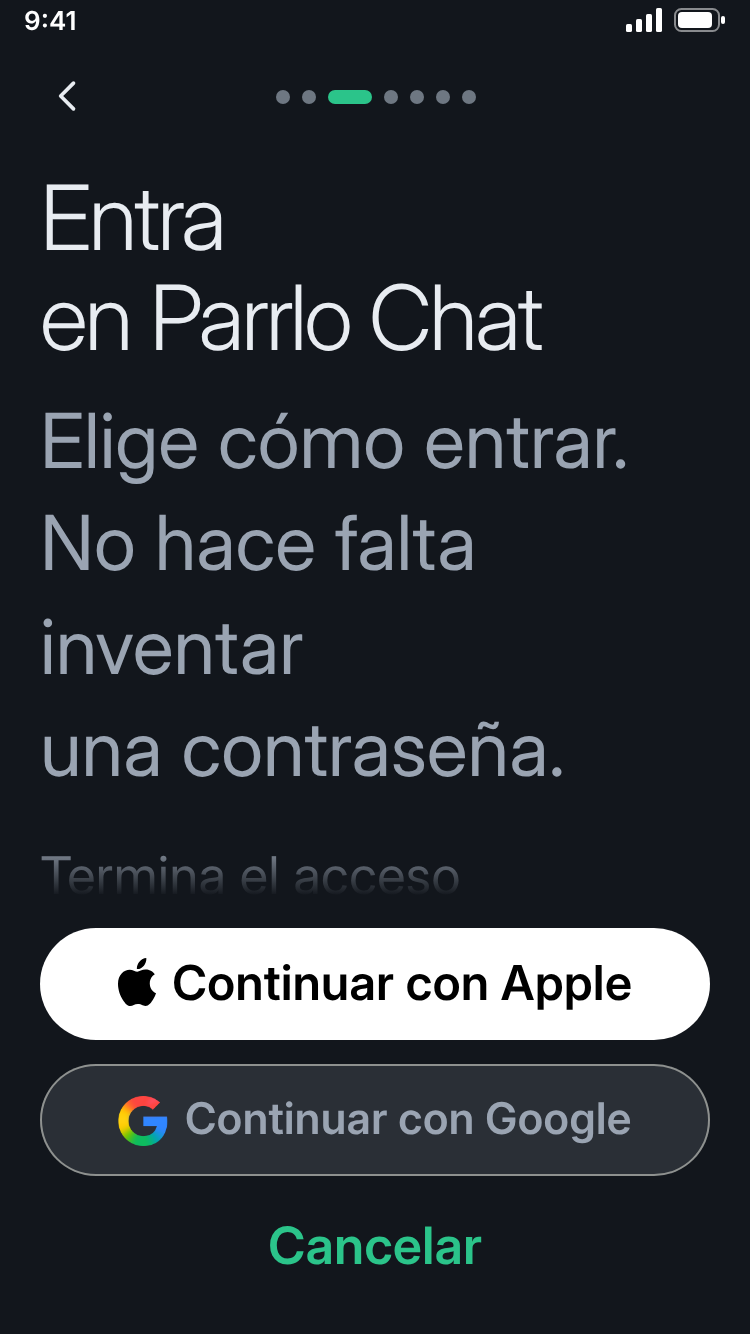 9:41
Entra
en Parrlo Chat
Elige cómo entrar.
No hace falta
inventar
una contraseña.
Termina el acceso
Continuar con Apple
Continuar con Google
Cancelar